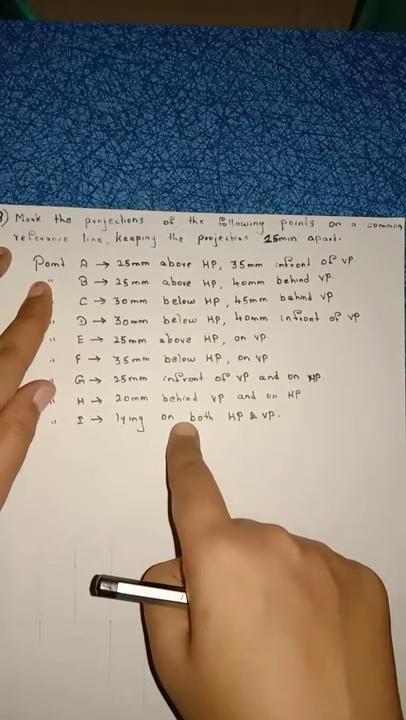 3) Mark the projections of the following points on a common
reference line, keeping the projectors 25mm apart.
Point A → 25mm above HP, 35mm infront of VP.
" B → 25mm above HP, 40mm behind VP.
" C → 30mm below HP, 45mm behind VP
" D → 30mm below HP, 40mm infront of VP
" E → 25mm above HP, on VP.
" F → 35mm below HP, on VP
" G → 25mm infront of VP and on HP.
" H → 20mm behind VP and on HP
" I → lying on both HP & VP.